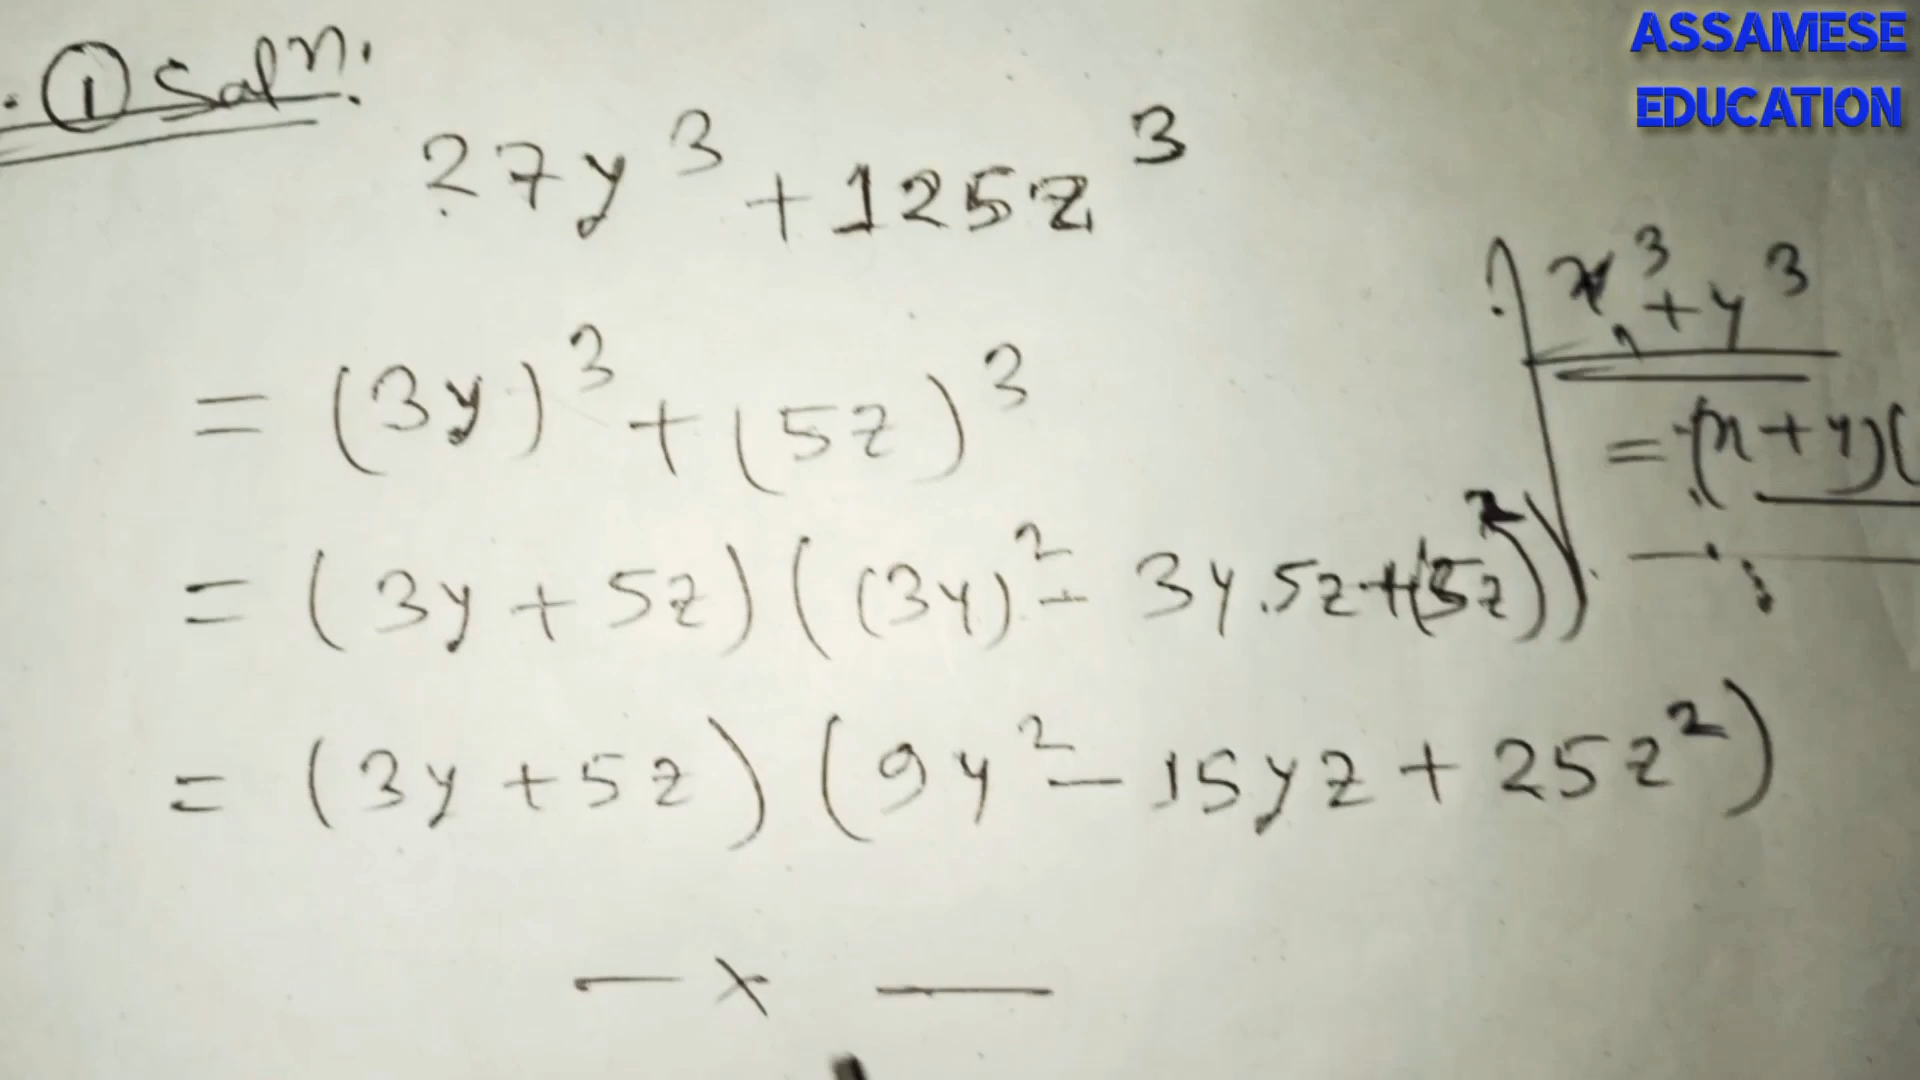 ① Solⁿ.
27y³ + 125z³
= (3y)³ + (5z)³
= (3y + 5z) ((3y)² - 3y.5z + (5z)²)
= (3y + 5z) (9y² - 15yz + 25z²)
— x —
x³ + y³
= (x + y)(
ASSAMESE
EDUCATION